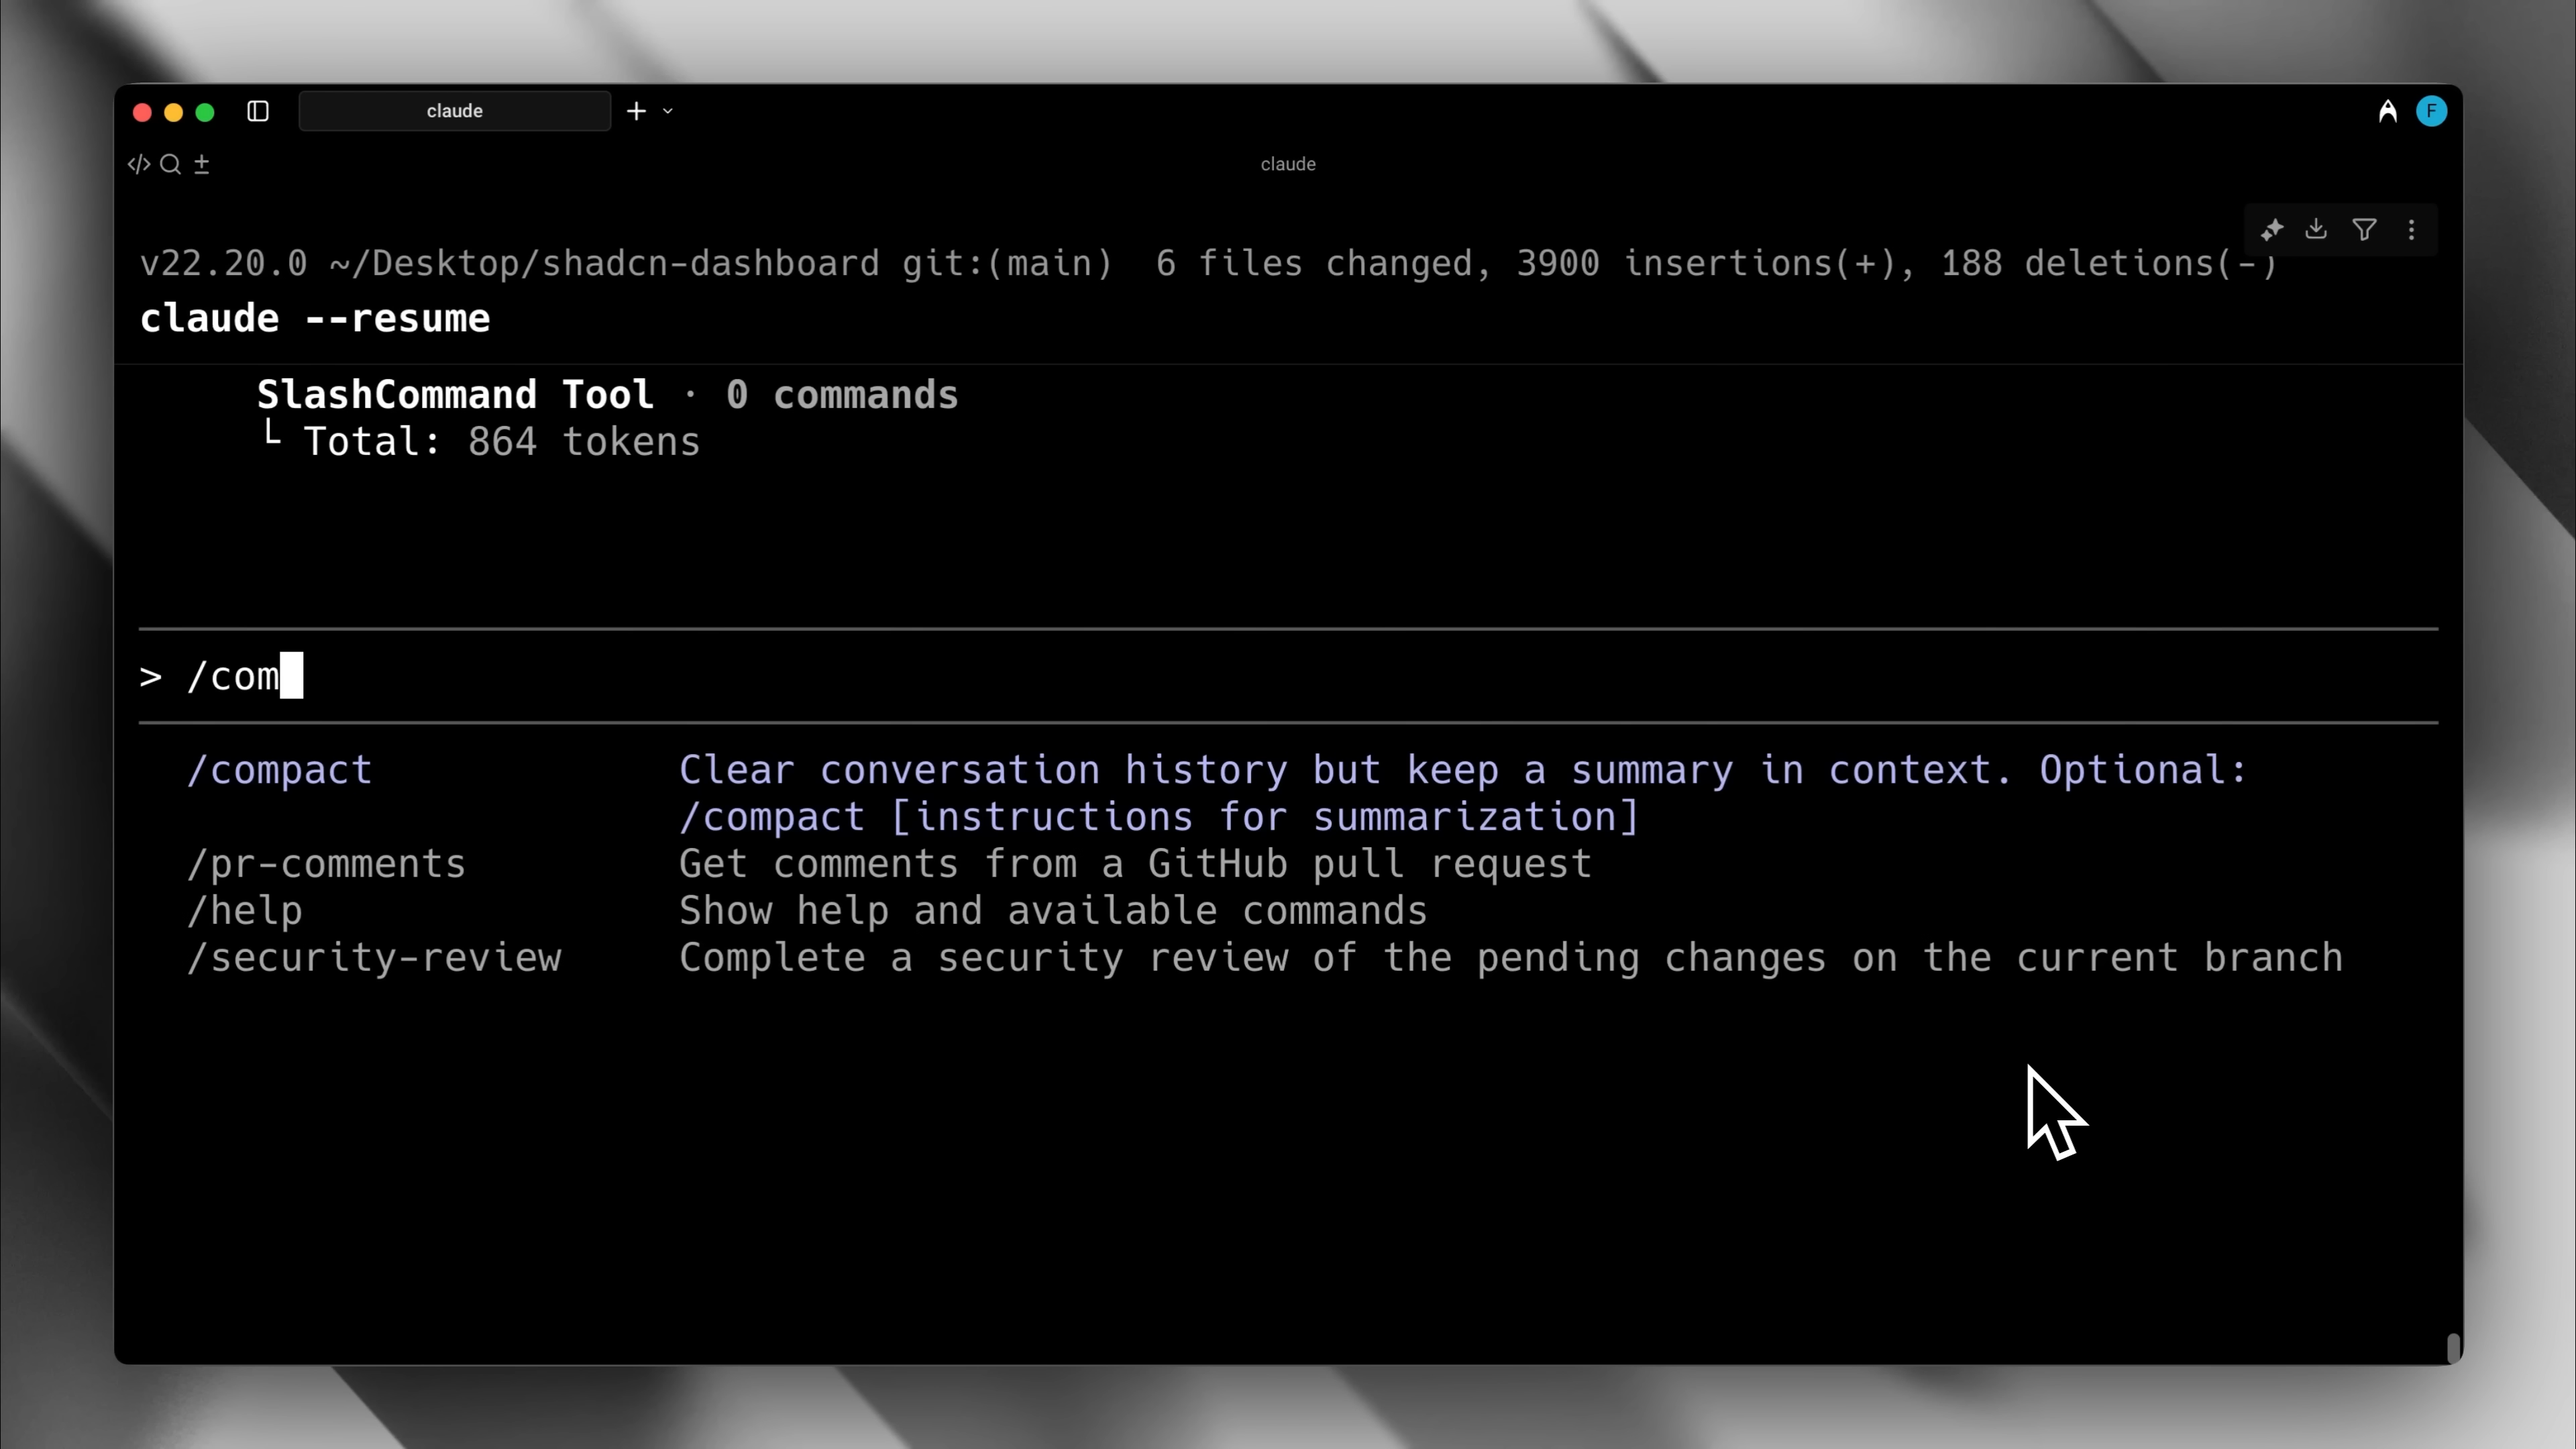 claude
F
claude
v22.20.0 ~/Desktop/shadcn-dashboard git:(main)  6 files changed, 3900 insertions(+), 188 deletions(-)
claude --resume
SlashCommand Tool · 0 commands
└ Total: 864 tokens
> /com
/compact Clear conversation history but keep a summary in context. Optional:
/compact [instructions for summarization]
/pr-comments Get comments from a GitHub pull request
/help Show help and available commands
/security-review Complete a security review of the pending changes on the current branch